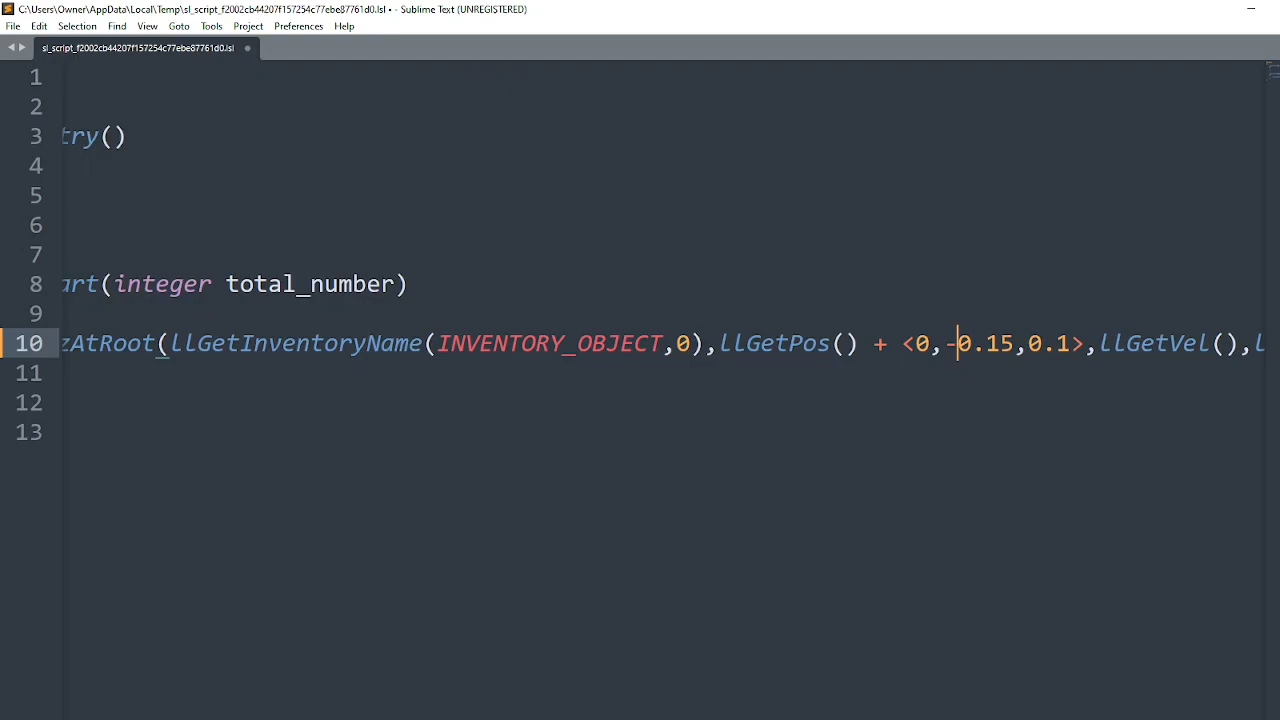 C:\Users\Owner\AppData\Local\Temp\sl_script_f2002cb44207f157254c77ebe87761d0.lsl • - Sublime Text (UNREGISTERED)
File Edit Selection Find View Goto Tools Project Preferences Help
sl_script_f2002cb44207f157254c77ebe87761d0.lsl
1
2
3 try()
4
5
6
7
8 art(integer total_number)
9
10 zAtRoot(llGetInventoryName(INVENTORY_OBJECT,0),llGetPos() + <0,-0.15,0.1>,llGetVel(),l
11
12
13